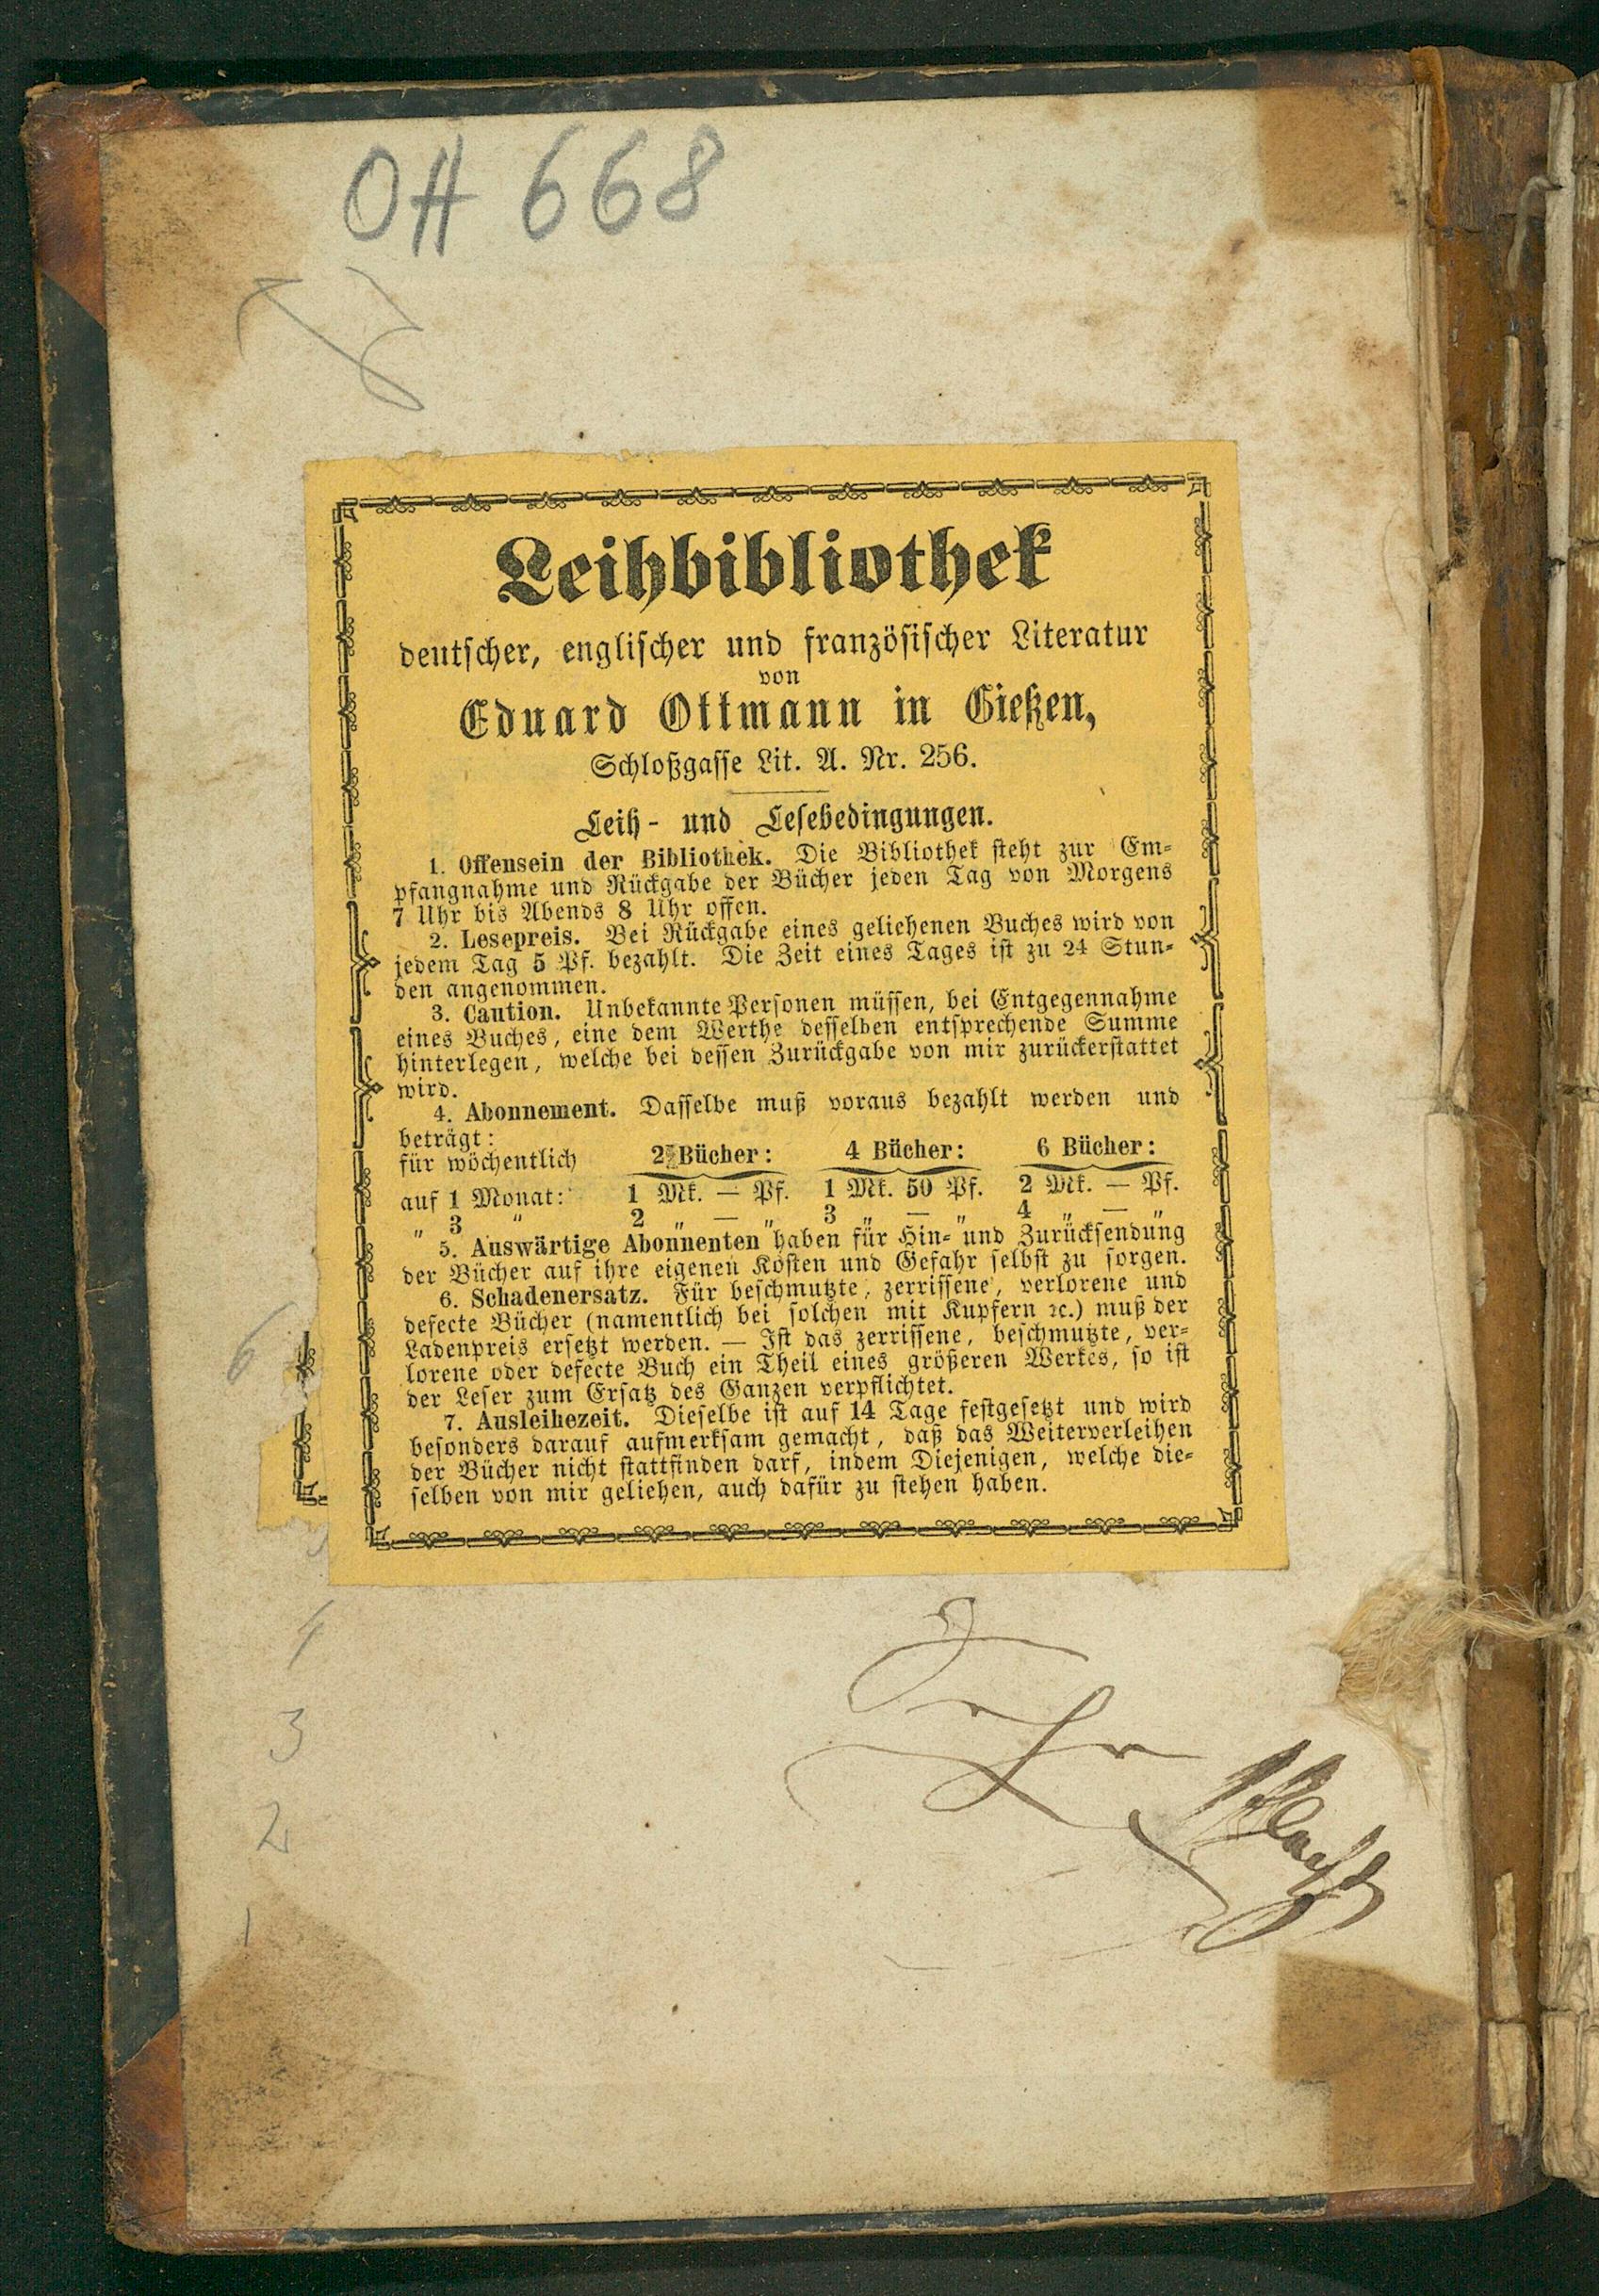 OH 668
Leihbibliothek
deutscher, englischer und französischer Literatur
von
Eduard Ottmann in Gießen,
Schloßgasse Lit. A. Nr. 256.
Leih- und Lesebedingungen.
1. Offensein der Bibliothek. Die Bibliothek steht zur Em-
pfangnahme und Rückgabe der Bücher jeden Tag von Morgens
7 Uhr bis Abends 8 Uhr offen.
2. Lesepreis. Bei Rückgabe eines geliehenen Buches wird von
jedem Tag 5 Pf. bezahlt. Die Zeit eines Tages ist zu 24 Stun-
den angenommen.
3. Caution. Unbekannte Personen müssen, bei Entgegennahme
eines Buches, eine dem Werthe desselben entsprechende Summe
hinterlegen, welche bei dessen Zurückgabe von mir zurückerstattet
wird.
4. Abonnement. Dasselbe muß voraus bezahlt werden und
beträgt:
für wöchentlich 2 Bücher: 4 Bücher: 6 Bücher:
auf 1 Monat: 1 Mk. — Pf. 1 Mk. 50 Pf. 2 Mk. — Pf.
" 3 " 2 " — " 3 " — " 4 " — "
5. Auswärtige Abonnenten haben für Hin- und Zurücksendung
der Bücher auf ihre eigenen Kosten und Gefahr selbst zu sorgen.
6. Schadenersatz. Für beschmutzte, zerrissene, verlorene und
defecte Bücher (namentlich bei solchen mit Kupfern ꝛc.) muß der
Ladenpreis ersetzt werden. — Ist das zerrissene, beschmutzte, ver-
lorene oder defecte Buch ein Theil eines größeren Werkes, so ist
der Leser zum Ersatz des Ganzen verpflichtet.
7. Ausleihezeit. Dieselbe ist auf 14 Tage festgesetzt und wird
besonders darauf aufmerksam gemacht, daß das Weiterverleihen
der Bücher nicht stattfinden darf, indem Diejenigen, welche die-
selben von mir geliehen, auch dafür zu stehen haben.
6
4
3
2
1